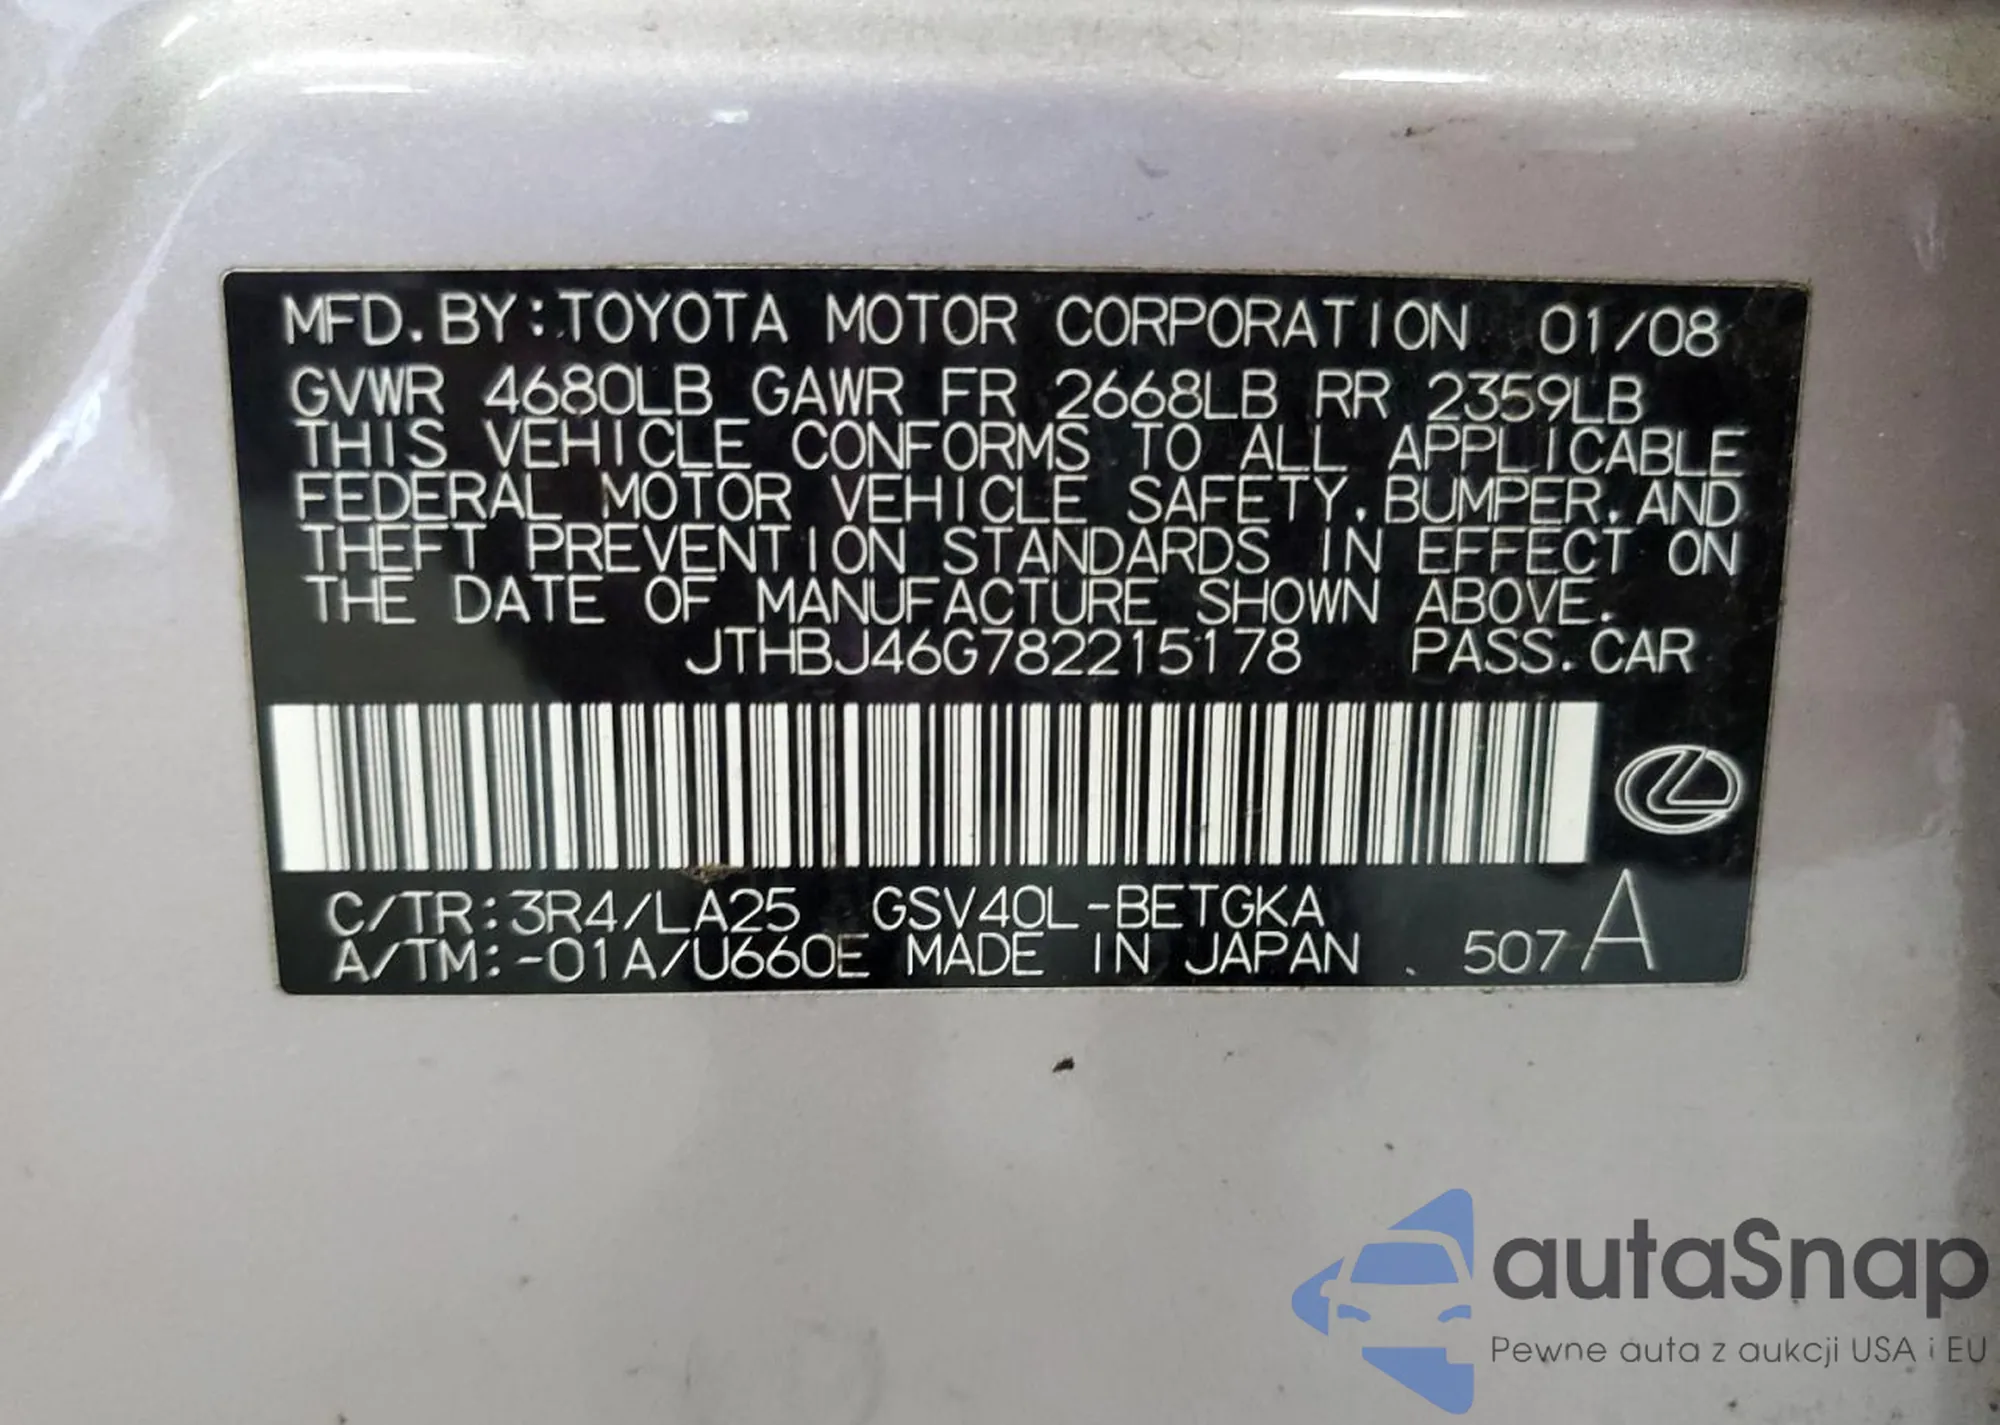 MFD. BY: TOYOTA MOTOR CORPORATION 01/08
GVWR 4680LB GAWR FR 2668LB RR 2359LB
THIS VEHICLE CONFORMS TO ALL APPLICABLE
FEDERAL MOTOR VEHICLE SAFETY, BUMPER, AND
THEFT PREVENTION STANDARDS IN EFFECT ON
THE DATE OF MANUFACTURE SHOWN ABOVE.
JTHBJ46G782215178 PASS. CAR
C/TR: 3R4/LA25 GSV40L-BETGKA
A/TM: -01A/U660E MADE IN JAPAN . 507-A
autaSnap
Pewne auta z aukcji USA i EU